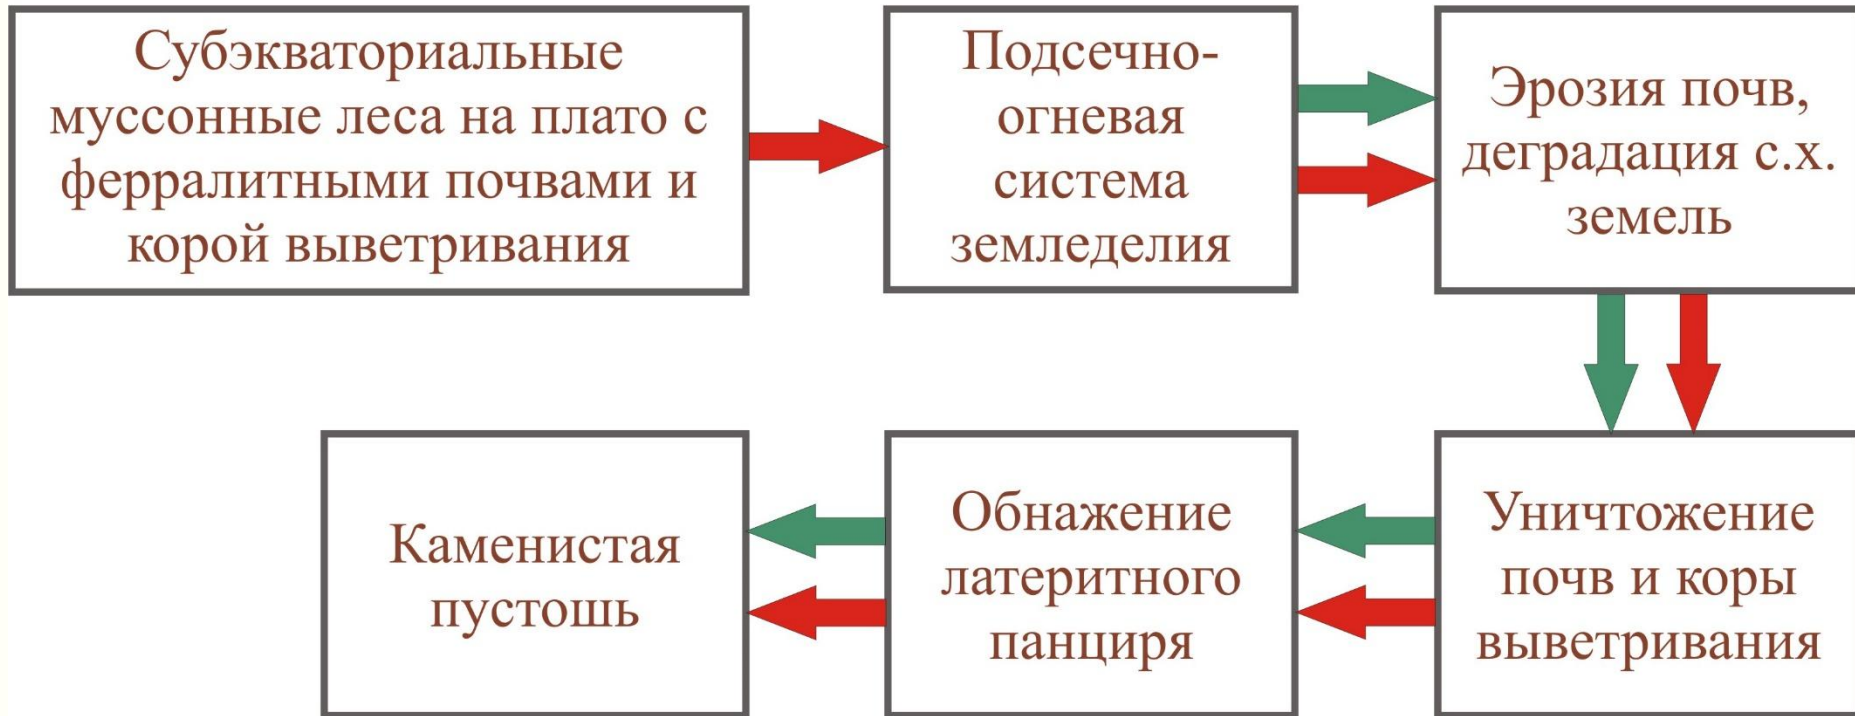 Субэкваториальные
муссонные леса на плато с
ферралитными почвами и
корой выветривания
Подсечно-
огневая
система
земледелия
Эрозия почв,
деградация с.х.
земель
Уничтожение
почв и коры
выветривания
Обнажение
латеритного
панциря
Каменистая
пустошь